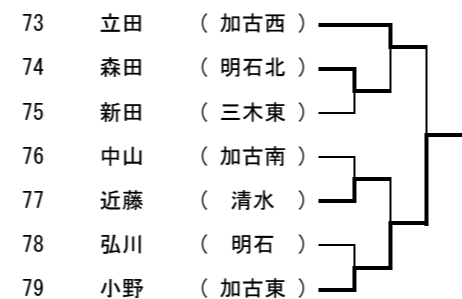 73 立田 ( 加古西 )
74 森田 ( 明石北 )
75 新田 ( 三木東 )
76 中山 ( 加古南 )
77 近藤 ( 清水 )
78 弘川 ( 明石 )
79 小野 ( 加古東 )